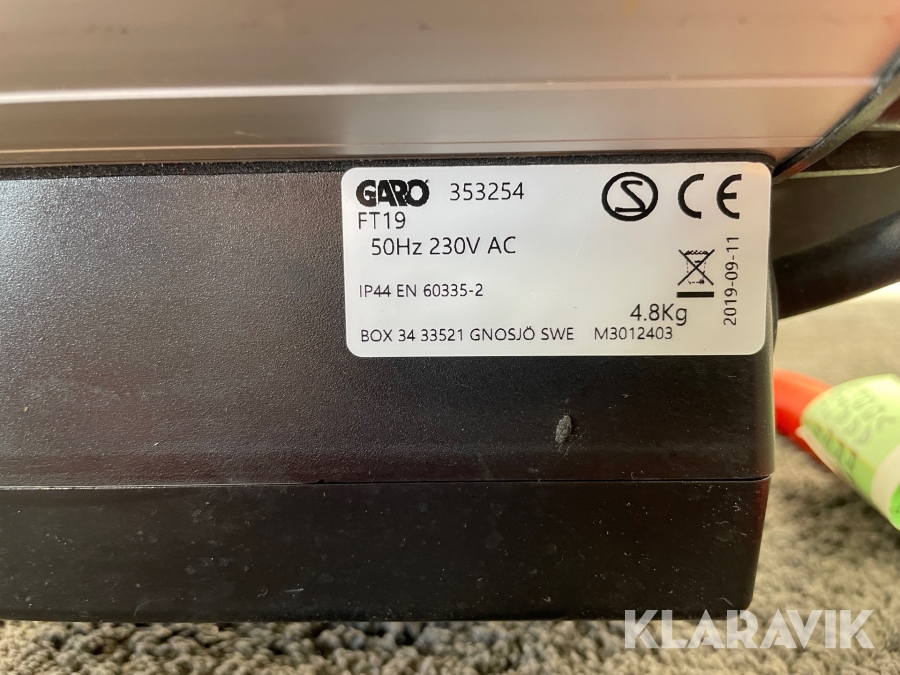 GARO 353254
FT19
50Hz 230V AC
IP44 EN 60335-2
4.8Kg
2019-09-11
BOX 34 33521 GNOSJÖ SWE M3012403
KLARAVIK